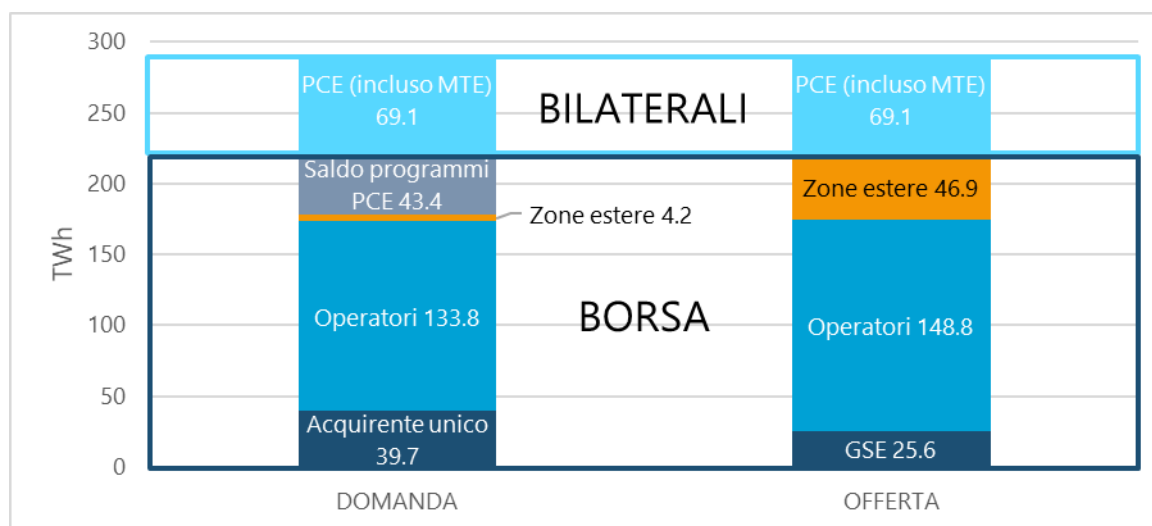 300
250
200
150
100
50
0
TWh
PCE (incluso MTE)
69.1
BILATERALI
PCE (incluso MTE)
69.1
Saldo programmi
PCE 43.4
Zone estere 4.2
Zone estere 46.9
Operatori 133.8
BORSA
Operatori 148.8
Acquirente unico
39.7
GSE 25.6
DOMANDA
OFFERTA